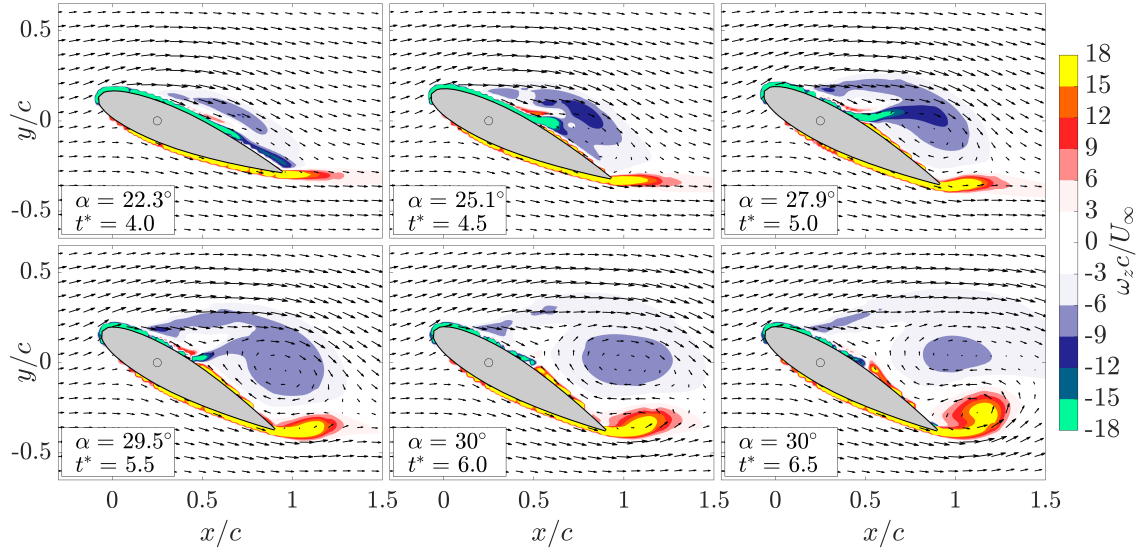 0.5
0
-0.5
y/c
α = 22.3°
t* = 4.0
α = 25.1°
t* = 4.5
α = 27.9°
t* = 5.0
0.5
0
-0.5
y/c
α = 29.5°
t* = 5.5
α = 30°
t* = 6.0
α = 30°
t* = 6.5
0 0.5 1 1.5
0 0.5 1 1.5
0 0.5 1 1.5
x/c
x/c
x/c
18
15
12
9
6
3
0
-3
-6
-9
-12
-15
-18
ω_z c/U_∞